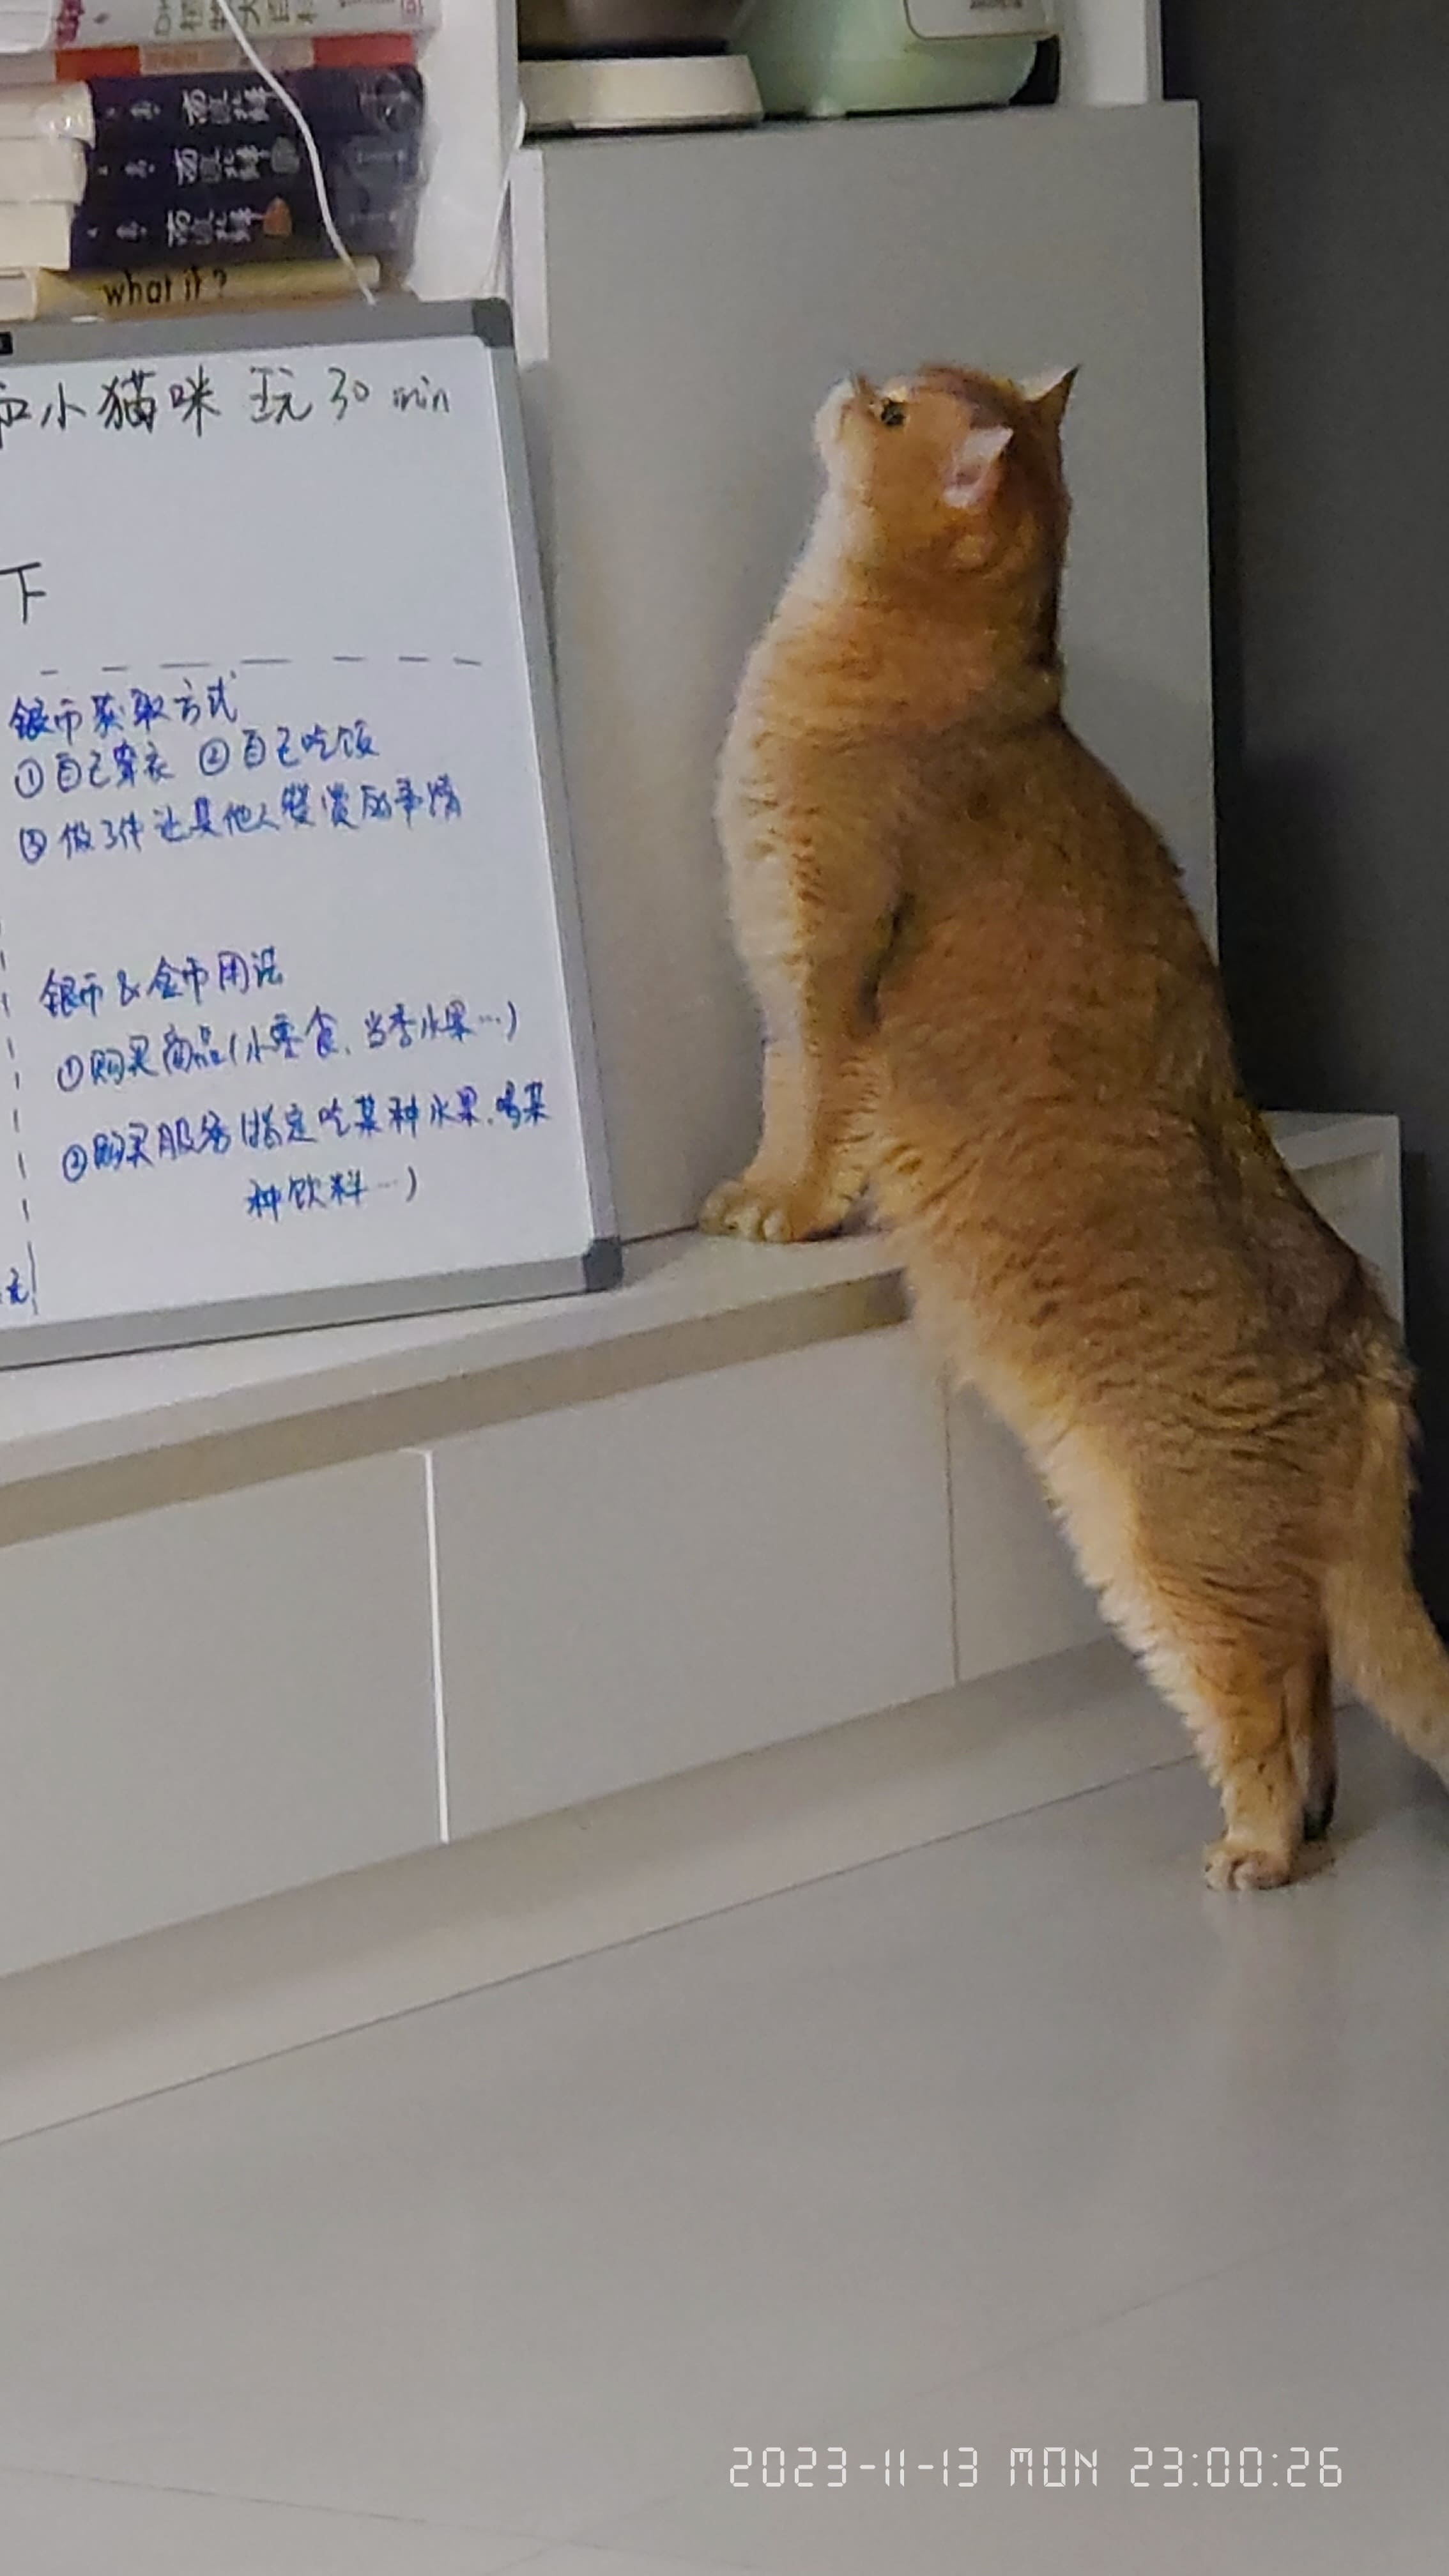 what if?
和小猫咪 玩 30 min
下
银币获取方式
①自己穿衣 ②自己吃饭
③做3件让其他人赞赏的事情
银币&金币用法
①购买商品(小零食、当季水果…)
②购买服务(指定吃某种水果、喝某
种饮料…)
元
2023-11-13 MON 23:00:26